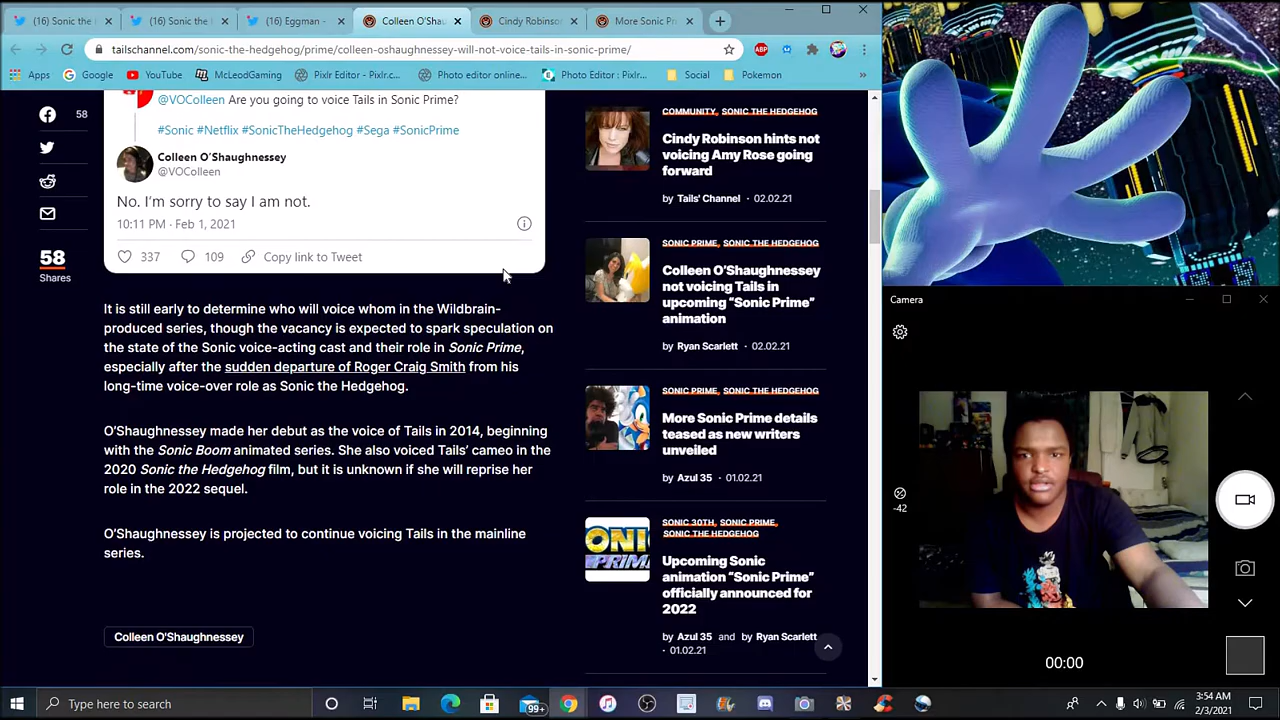 (16) Sonic the
(16) Sonic the
(16) Eggman -
Colleen O'Shau
Cindy Robinson
More Sonic Pr
tailschannel.com/sonic-the-hedgehog/prime/colleen-oshaughnessey-will-not-voice-tails-in-sonic-prime/
ABP
Apps
Google
YouTube
McLeodGaming
Pixlr Editor - Pixlr.c...
Photo editor online...
Photo Editor : Pixlr...
Social
Pokemon
»
58
58
Shares
@VOColleen Are you going to voice Tails in Sonic Prime?
#Sonic #Netflix #SonicTheHedgehog #Sega #SonicPrime
Colleen O'Shaughnessey
@VOColleen
No. I'm sorry to say I am not.
10:11 PM · Feb 1, 2021
337
109
Copy link to Tweet
It is still early to determine who will voice whom in the Wildbrain-
produced series, though the vacancy is expected to spark speculation on
the state of the Sonic voice-acting cast and their role in Sonic Prime,
especially after the sudden departure of Roger Craig Smith from his
long-time voice-over role as Sonic the Hedgehog.
O'Shaughnessey made her debut as the voice of Tails in 2014, beginning
with the Sonic Boom animated series. She also voiced Tails' cameo in the
2020 Sonic the Hedgehog film, but it is unknown if she will reprise her
role in the 2022 sequel.
O'Shaughnessey is projected to continue voicing Tails in the mainline
series.
Colleen O'Shaughnessey
COMMUNITY, SONIC THE HEDGEHOG
Cindy Robinson hints not
voicing Amy Rose going
forward
by Tails' Channel • 02.02.21
SONIC PRIME, SONIC THE HEDGEHOG
Colleen O'Shaughnessey
not voicing Tails in
upcoming "Sonic Prime"
animation
by Ryan Scarlett • 02.02.21
SONIC PRIME, SONIC THE HEDGEHOG
More Sonic Prime details
teased as new writers
unveiled
by Azul 35 • 01.02.21
SONIC 30TH, SONIC PRIME,
SONIC THE HEDGEHOG
Upcoming Sonic
animation "Sonic Prime"
officially announced for
2022
by Azul 35 and by Ryan Scarlett
• 01.02.21
Camera
-42
00:00
Type here to search
99+
3:54 AM
2/3/2021